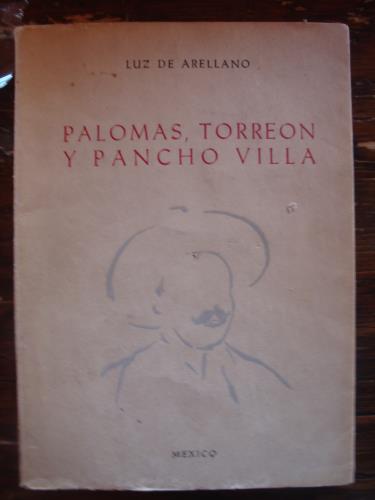 LUZ DE ARELLANO
PALOMAS, TORREON
Y PANCHO VILLA
MEXICO